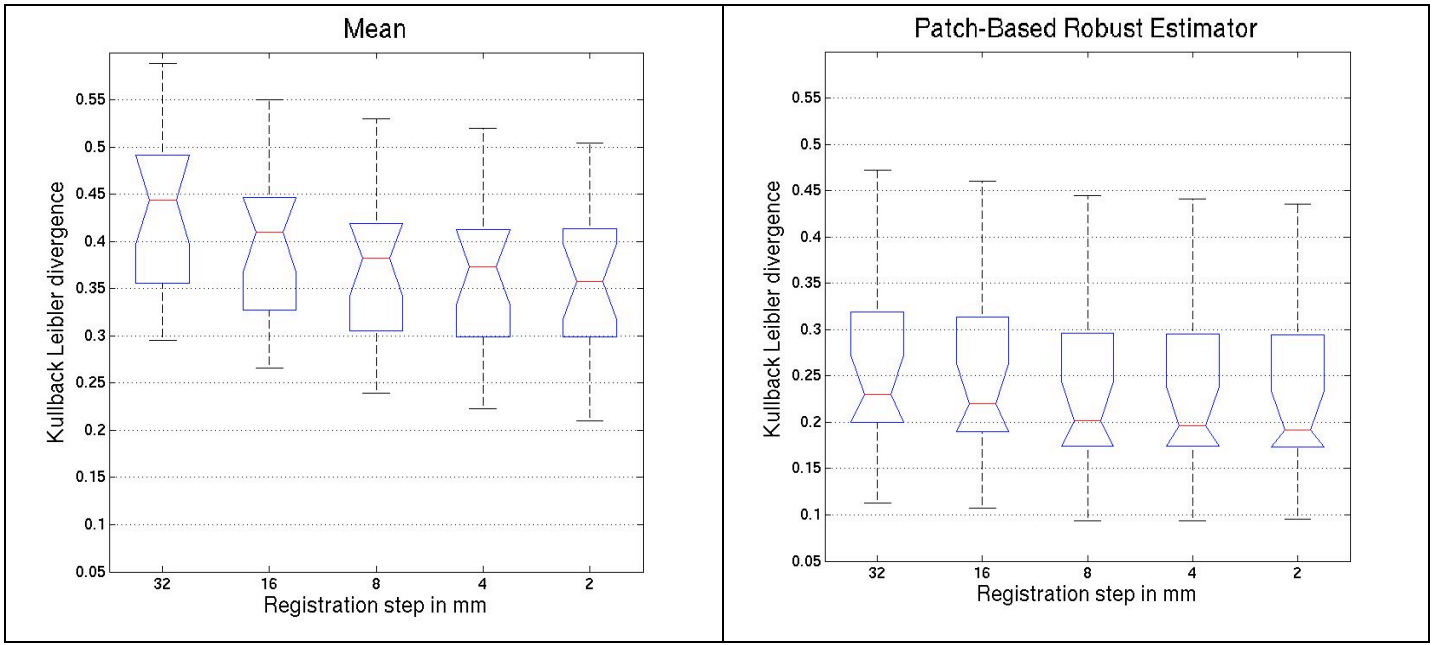 Mean
Kullback Leibler divergence
0.55
0.5
0.45
0.4
0.35
0.3
0.25
0.2
0.15
0.1
0.05
32 16 8 4 2
Registration step in mm
Patch-Based Robust Estimator
Kullback Leibler divergence
0.55
0.5
0.45
0.4
0.35
0.3
0.25
0.2
0.15
0.1
0.05
32 16 8 4 2
Registration step in mm